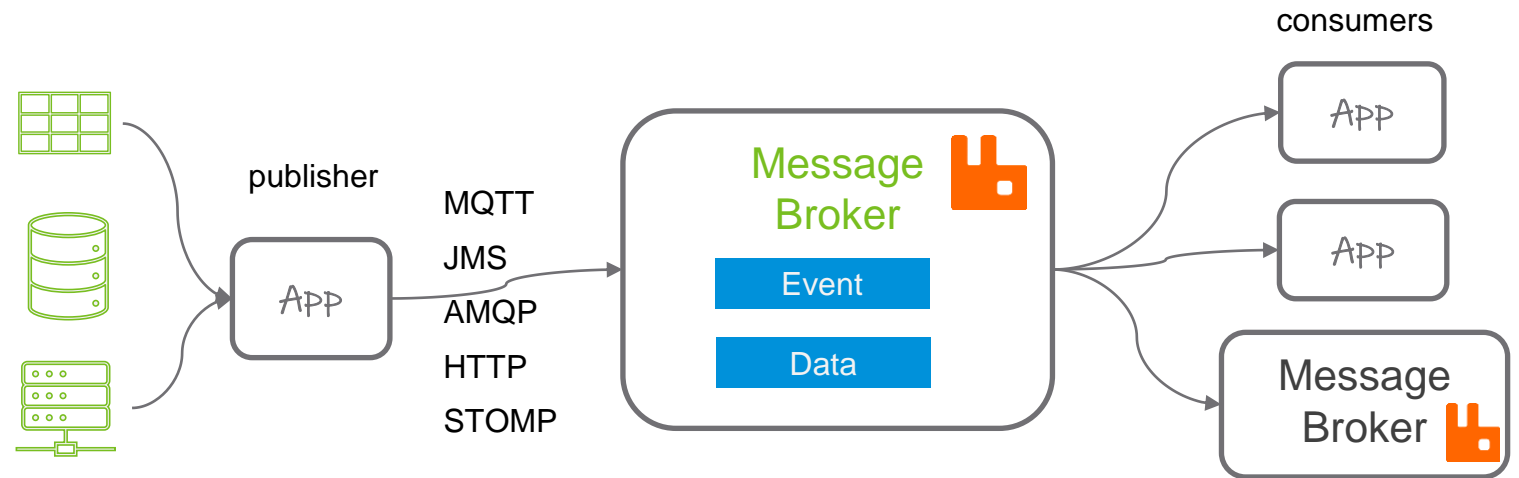 consumers
App
publisher
Message
Broker
MQTT
JMS
App
AMQP
HTTP
STOMP
Event
Data
App
Message
Broker